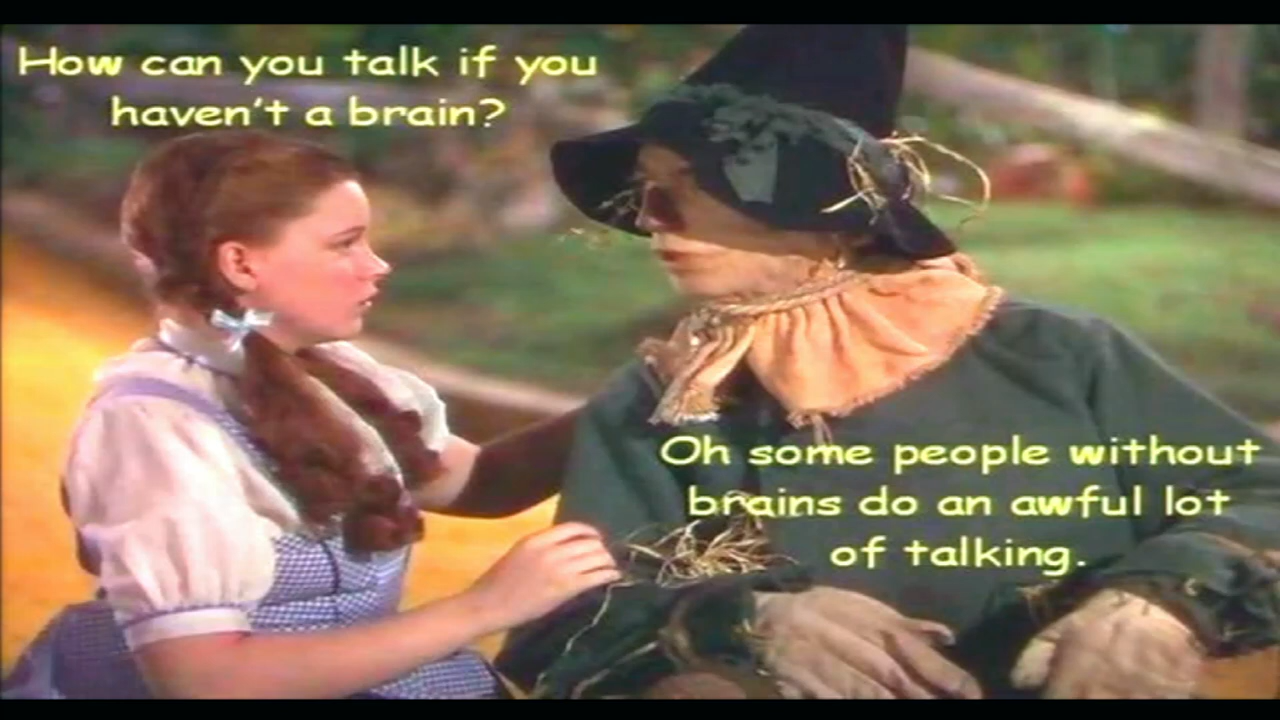 How can you talk if you
haven't a brain?
Oh some people without
brains do an awful lot
of talking.